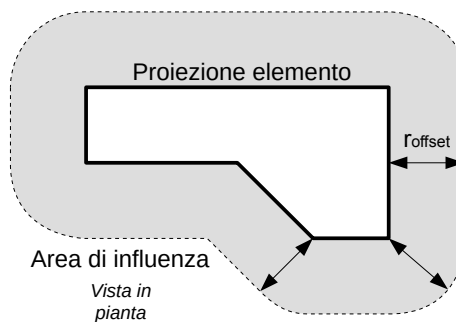 Proiezione elemento
roffset
Area di influenza
Vista in
pianta